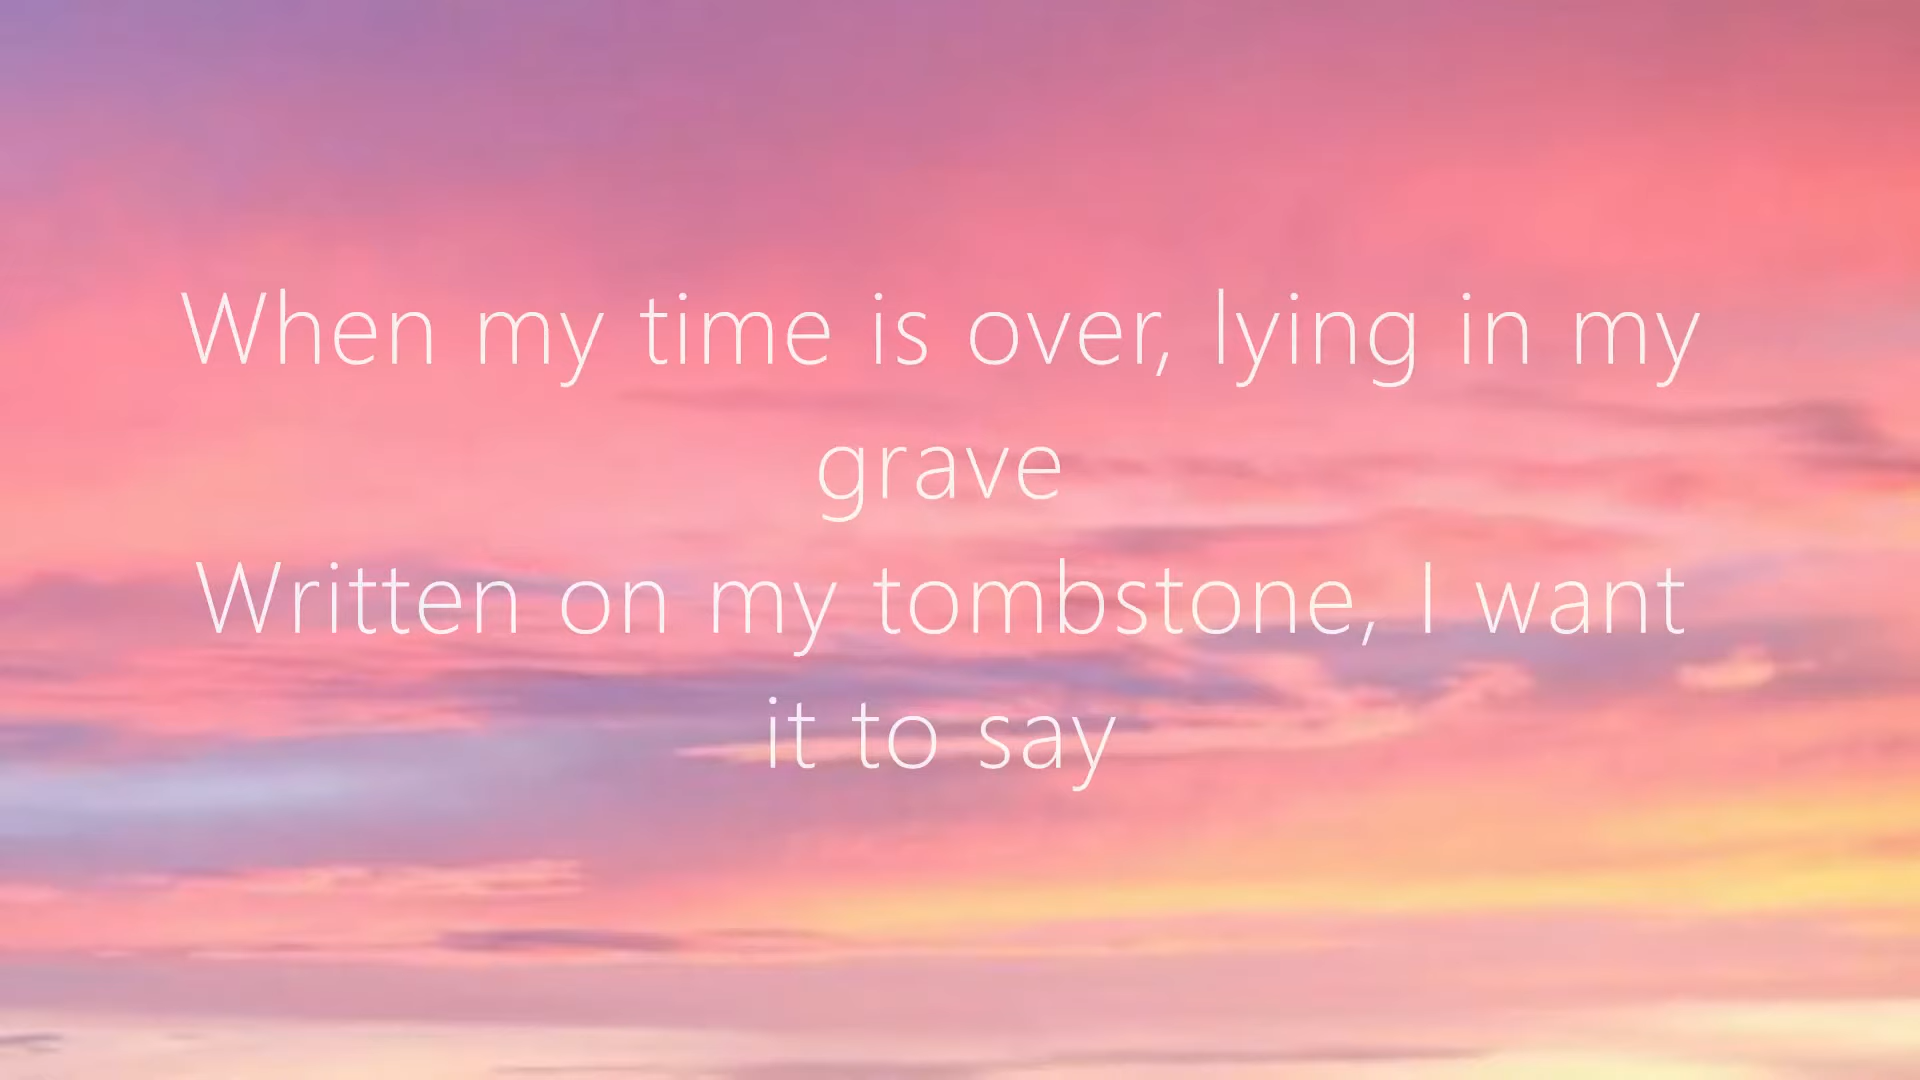 When my time is over, lying in my
grave
Written on my tombstone, I want
it to say